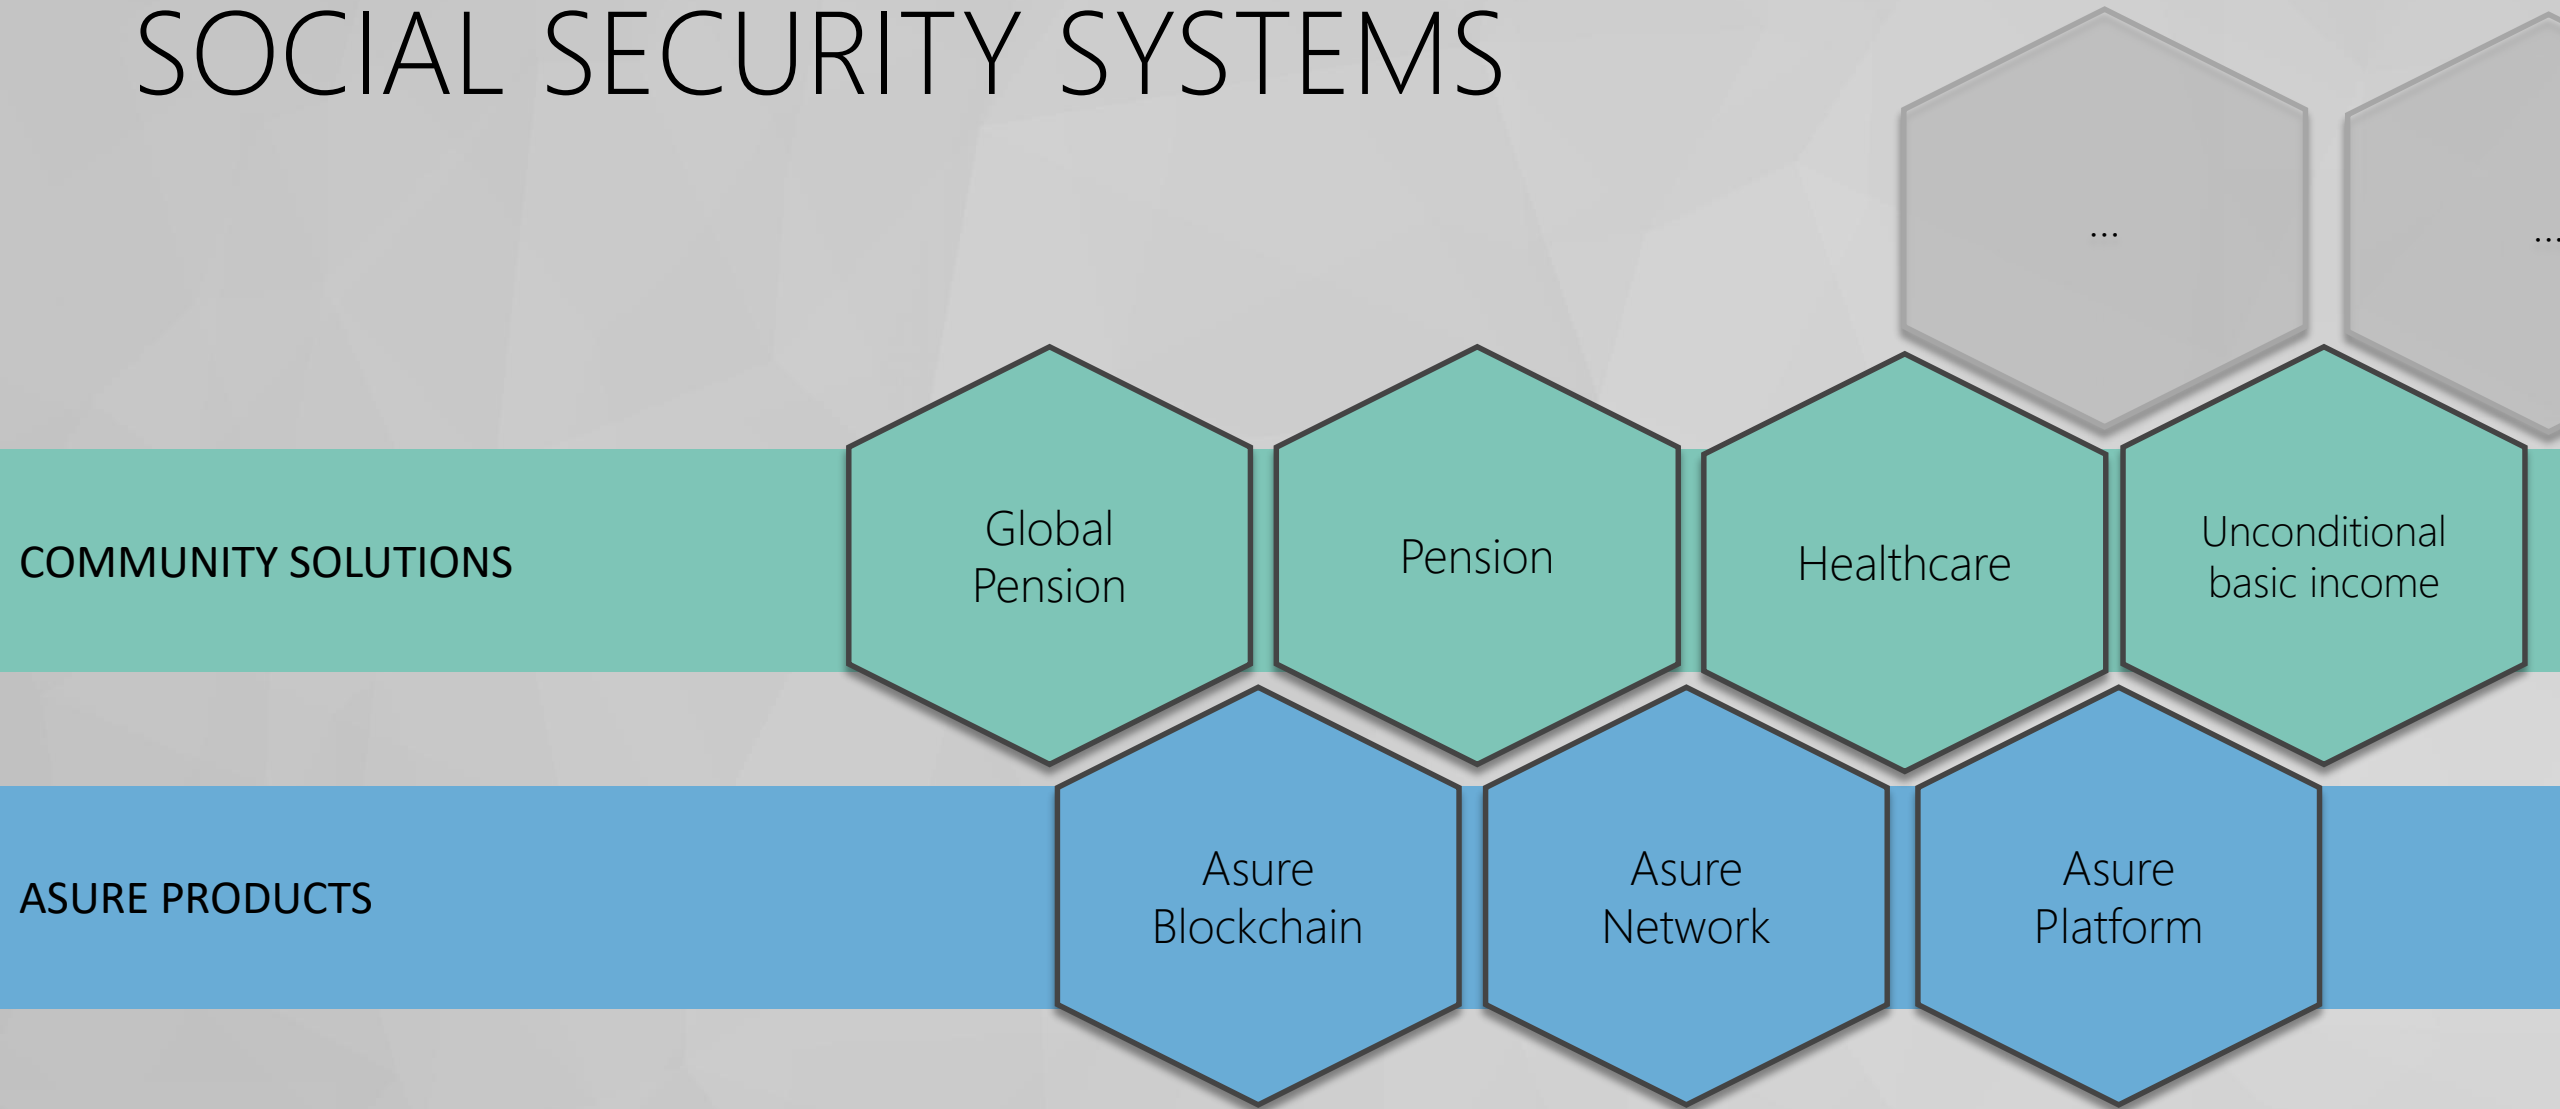 SOCIAL SECURITY SYSTEMS
...
...
COMMUNITY SOLUTIONS
Global
Pension
Pension
Healthcare
Unconditional
basic income
ASURE PRODUCTS
Asure
Blockchain
Asure
Network
Asure
Platform